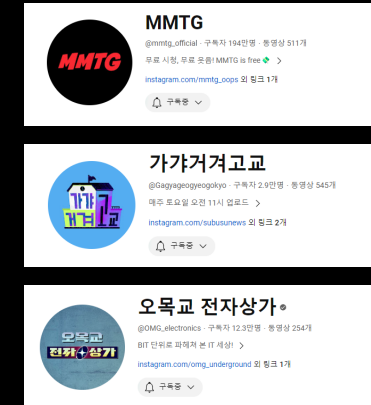 MMTG
MMTG
@mmtg_official · 구독자 194만명 · 동영상 511개
무료 시청, 무료 웃음! MMTG is free 💸 >
instagram.com/mmtg_oops 외 링크 1개
구독중
가갸거겨고교
가갸거겨고교
@Gagyageogyeogokyo · 구독자 2.9만명 · 동영상 545개
매주 토요일 오전 11시 업로드 >
instagram.com/subusunews 외 링크 2개
구독중
오목교 전자상가
오목교
전자상가
@OMG_electronics · 구독자 12.3만명 · 동영상 254개
BIT 단위로 파헤쳐 본 IT 세상! >
instagram.com/omg_underground 외 링크 1개
구독중